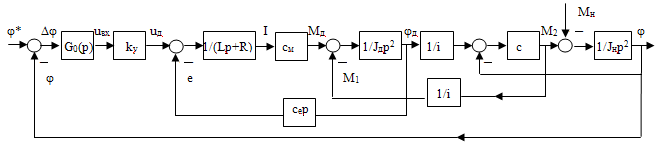 Mн
φ* Δφ G₀(p) uвх kу uд 1/(Lp+R) I cм Mд 1/Jдp² φд 1/i c M2 1/Jнp² φ
φ e M1 1/i
cep